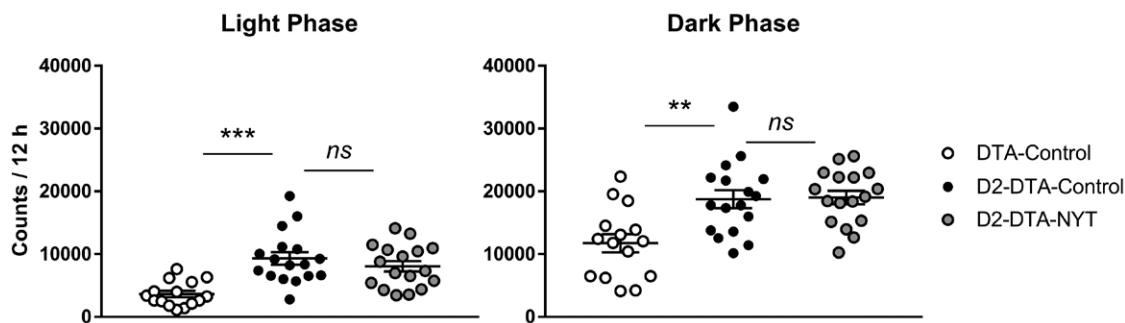 Light Phase
Dark Phase
Counts / 12 h
40000
30000
20000
10000
0
***
ns
40000
30000
20000
10000
0
**
ns
DTA-Control
D2-DTA-Control
D2-DTA-NYT